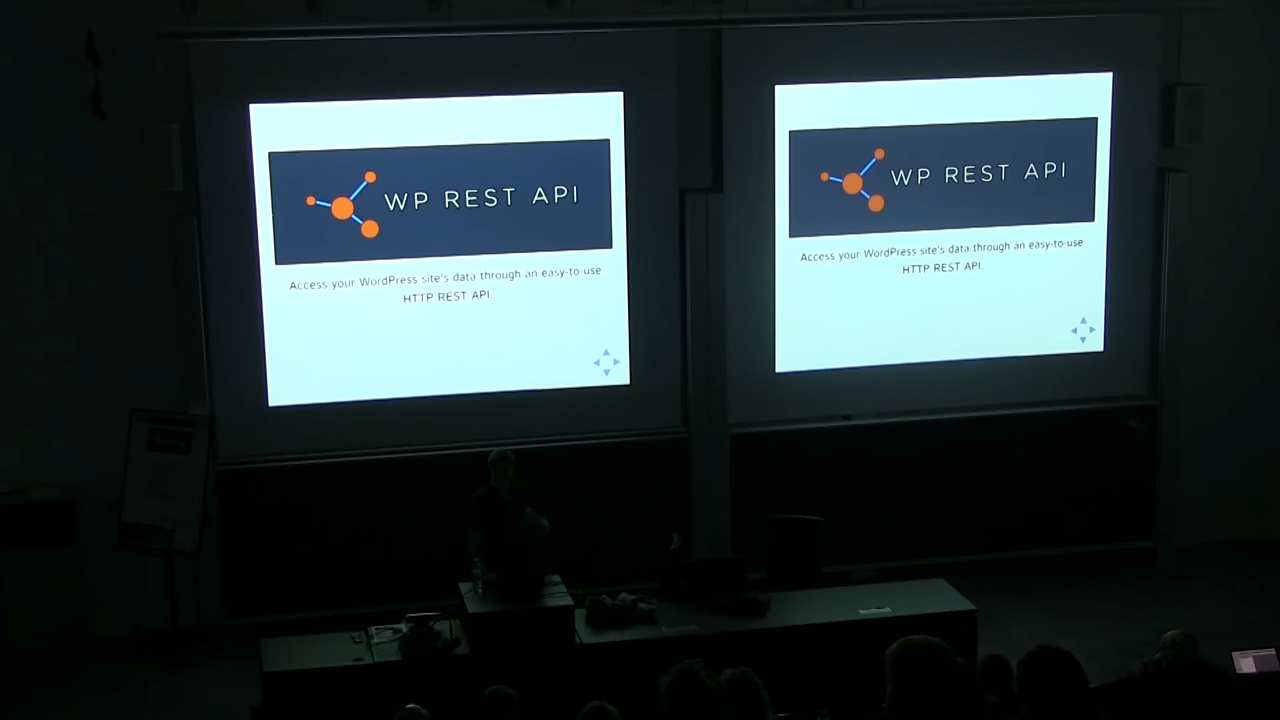 WP REST API
Access your WordPress site's data through an easy-to-use
HTTP REST API.
WP REST API
Access your WordPress site's data through an easy-to-use
HTTP REST API.